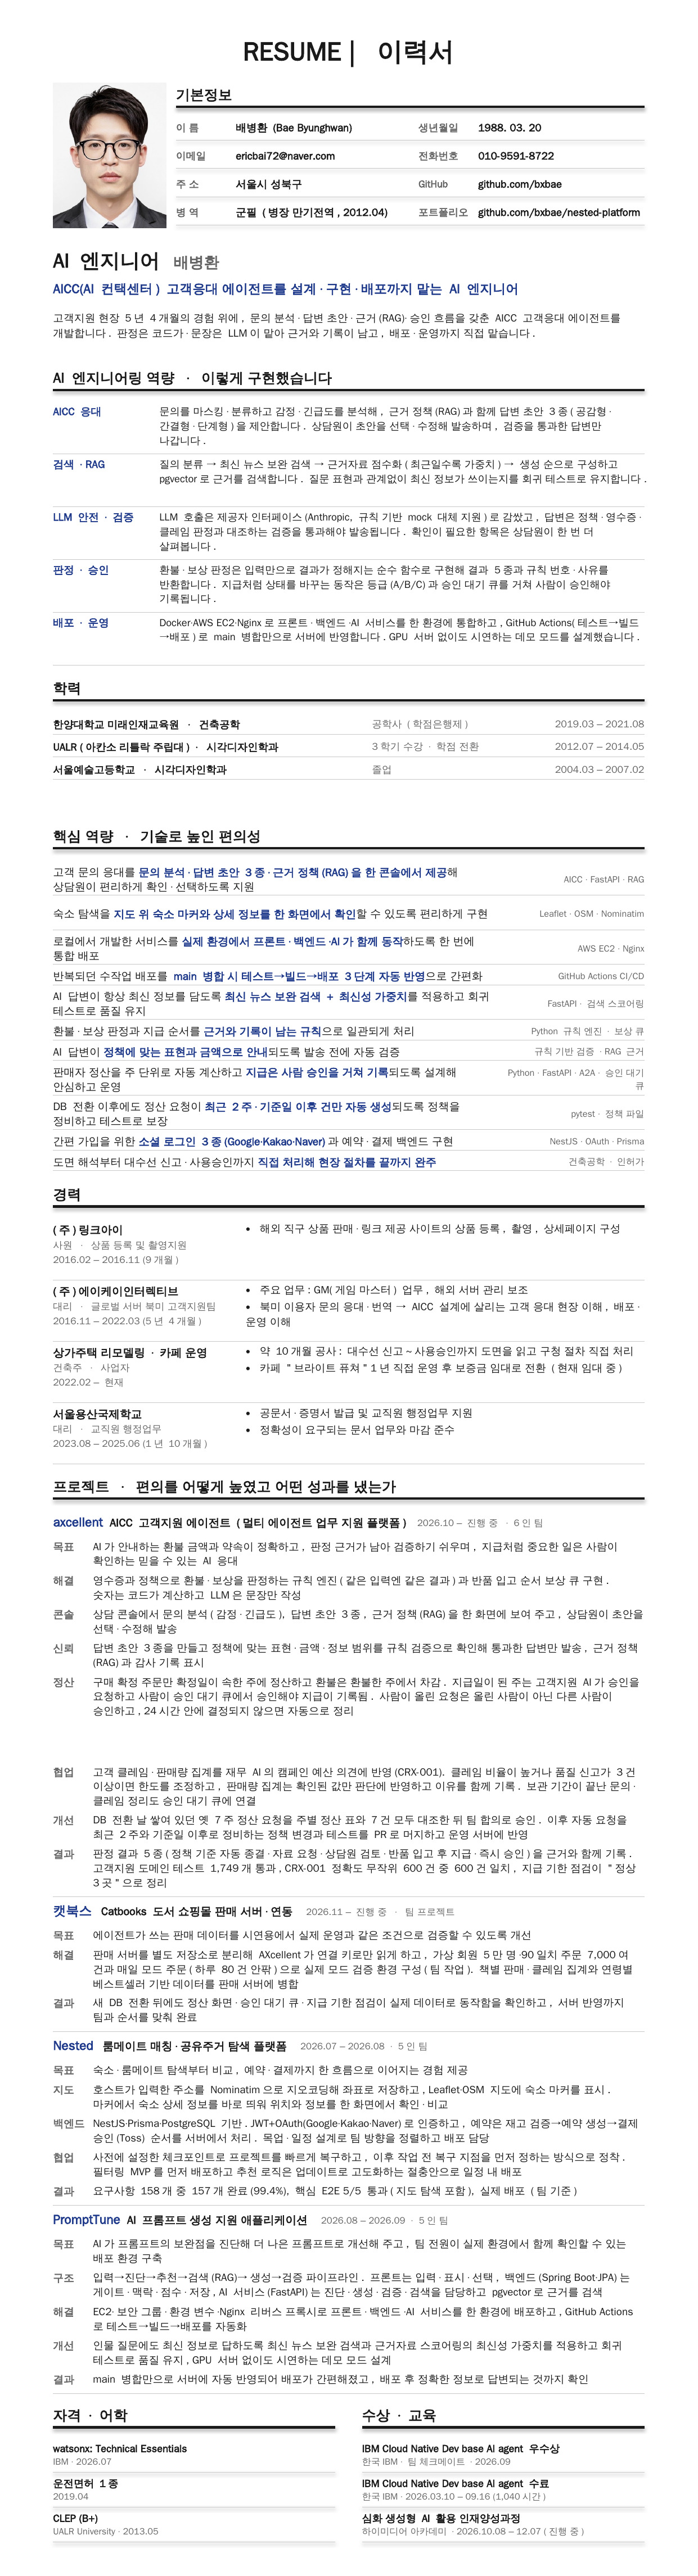 RESUME | 이력서
기본정보
이 름 배병환 (Bae Byunghwan) 생년월일 1988. 03. 20
이메일 ericbai72@naver.com 전화번호 010-9591-8722
주 소 서울시 성북구 GitHub github.com/bxbae
병 역 군필 ( 병장 만기전역 , 2012.04) 포트폴리오 github.com/bxbae/nested-platform
AI 엔지니어 배병환
AICC(AI 컨택센터 ) 고객응대 에이전트를 설계 · 구현 · 배포까지 맡는 AI 엔지니어
고객지원 현장 5 년 4 개월의 경험 위에 , 문의 분석 · 답변 초안 · 근거 (RAG)· 승인 흐름을 갖춘 AICC 고객응대 에이전트를
개발합니다 . 판정은 코드가 · 문장은 LLM 이 맡아 근거와 기록이 남고 , 배포 · 운영까지 직접 맡습니다 .
AI 엔지니어링 역량 · 이렇게 구현했습니다
AICC 응대 문의를 마스킹 · 분류하고 감정 · 긴급도를 분석해 , 근거 정책 (RAG) 과 함께 답변 초안 3 종 ( 공감형 ·
간결형 · 단계형 ) 을 제안합니다 . 상담원이 초안을 선택 · 수정해 발송하며 , 검증을 통과한 답변만
나갑니다 .
검색 · RAG 질의 분류 → 최신 뉴스 보완 검색 → 근거자료 점수화 ( 최근일수록 가중치 ) → 생성 순으로 구성하고
pgvector 로 근거를 검색합니다 . 질문 표현과 관계없이 최신 정보가 쓰이는지를 회귀 테스트로 유지합니다 .
LLM 안전 · 검증 LLM 호출은 제공자 인터페이스 (Anthropic, 규칙 기반 mock 대체 지원 ) 로 감쌌고 , 답변은 정책 · 영수증 ·
클레임 판정과 대조하는 검증을 통과해야 발송됩니다 . 확인이 필요한 항목은 상담원이 한 번 더
살펴봅니다 .
판정 · 승인 환불 · 보상 판정은 입력만으로 결과가 정해지는 순수 함수로 구현해 결과 5 종과 규칙 번호 · 사유를
반환합니다 . 지급처럼 상태를 바꾸는 동작은 등급 (A/B/C) 과 승인 대기 큐를 거쳐 사람이 승인해야
기록됩니다 .
배포 · 운영 Docker·AWS EC2·Nginx 로 프론트 · 백엔드 ·AI 서비스를 한 환경에 통합하고 , GitHub Actions( 테스트→빌드
→배포 ) 로 main 병합만으로 서버에 반영합니다 . GPU 서버 없이도 시연하는 데모 모드를 설계했습니다 .
학력
한양대학교 미래인재교육원 · 건축공학 공학사 ( 학점은행제 ) 2019.03 – 2021.08
UALR ( 아칸소 리틀락 주립대 ) · 시각디자인학과 3 학기 수강 · 학점 전환 2012.07 – 2014.05
서울예술고등학교 · 시각디자인학과 졸업 2004.03 – 2007.02
핵심 역량 · 기술로 높인 편의성
고객 문의 응대를 문의 분석 · 답변 초안 3 종 · 근거 정책 (RAG) 을 한 콘솔에서 제공해
상담원이 편리하게 확인 · 선택하도록 지원 AICC · FastAPI · RAG
숙소 탐색을 지도 위 숙소 마커와 상세 정보를 한 화면에서 확인할 수 있도록 편리하게 구현 Leaflet · OSM · Nominatim
로컬에서 개발한 서비스를 실제 환경에서 프론트 · 백엔드 ·AI 가 함께 동작하도록 한 번에
통합 배포 AWS EC2 · Nginx
반복되던 수작업 배포를 main 병합 시 테스트→빌드→배포 3 단계 자동 반영으로 간편화 GitHub Actions CI/CD
AI 답변이 항상 최신 정보를 담도록 최신 뉴스 보완 검색 + 최신성 가중치를 적용하고 회귀
테스트로 품질 유지 FastAPI · 검색 스코어링
환불 · 보상 판정과 지급 순서를 근거와 기록이 남는 규칙으로 일관되게 처리 Python 규칙 엔진 · 보상 큐
AI 답변이 정책에 맞는 표현과 금액으로 안내되도록 발송 전에 자동 검증 규칙 기반 검증 · RAG 근거
판매자 정산을 주 단위로 자동 계산하고 지급은 사람 승인을 거쳐 기록되도록 설계해 Python · FastAPI · A2A · 승인 대기
안심하고 운영 큐
DB 전환 이후에도 정산 요청이 최근 2 주 · 기준일 이후 건만 자동 생성되도록 정책을
정비하고 테스트로 보장 pytest · 정책 파일
간편 가입을 위한 소셜 로그인 3 종 (Google·Kakao·Naver) 과 예약 · 결제 백엔드 구현 NestJS · OAuth · Prisma
도면 해석부터 대수선 신고 · 사용승인까지 직접 처리해 현장 절차를 끝까지 완주 건축공학 · 인허가
경력
( 주 ) 링크아이
사원 · 상품 등록 및 촬영지원
2016.02 – 2016.11 (9 개월 )
• 해외 직구 상품 판매 · 링크 제공 사이트의 상품 등록 , 촬영 , 상세페이지 구성
( 주 ) 에이케이인터렉티브
대리 · 글로벌 서버 북미 고객지원팀
2016.11 – 2022.03 (5 년 4 개월 )
• 주요 업무 : GM( 게임 마스터 ) 업무 , 해외 서버 관리 보조
• 북미 이용자 문의 응대 · 번역 → AICC 설계에 살리는 고객 응대 현장 이해 , 배포 ·
운영 이해
상가주택 리모델링 · 카페 운영
건축주 · 사업자
2022.02 – 현재
• 약 10 개월 공사 : 대수선 신고 ~ 사용승인까지 도면을 읽고 구청 절차 직접 처리
• 카페 " 브라이트 퓨쳐 " 1 년 직접 운영 후 보증금 임대로 전환 ( 현재 임대 중 )
서울용산국제학교
대리 · 교직원 행정업무
2023.08 – 2025.06 (1 년 10 개월 )
• 공문서 · 증명서 발급 및 교직원 행정업무 지원
• 정확성이 요구되는 문서 업무와 마감 준수
프로젝트 · 편의를 어떻게 높였고 어떤 성과를 냈는가
axcellent AICC 고객지원 에이전트 ( 멀티 에이전트 업무 지원 플랫폼 ) 2026.10 – 진행 중 · 6 인 팀
목표 AI 가 안내하는 환불 금액과 약속이 정확하고 , 판정 근거가 남아 검증하기 쉬우며 , 지급처럼 중요한 일은 사람이
확인하는 믿을 수 있는 AI 응대
해결 영수증과 정책으로 환불 · 보상을 판정하는 규칙 엔진 ( 같은 입력엔 같은 결과 ) 과 반품 입고 순서 보상 큐 구현 .
숫자는 코드가 계산하고 LLM 은 문장만 작성
콘솔 상담 콘솔에서 문의 분석 ( 감정 · 긴급도 ), 답변 초안 3 종 , 근거 정책 (RAG) 을 한 화면에 보여 주고 , 상담원이 초안을
선택 · 수정해 발송
신뢰 답변 초안 3 종을 만들고 정책에 맞는 표현 · 금액 · 정보 범위를 규칙 검증으로 확인해 통과한 답변만 발송 , 근거 정책
(RAG) 과 감사 기록 표시
정산 구매 확정 주문만 확정일이 속한 주에 정산하고 환불은 환불한 주에서 차감 . 지급일이 된 주는 고객지원 AI 가 승인을
요청하고 사람이 승인 대기 큐에서 승인해야 지급이 기록됨 . 사람이 올린 요청은 올린 사람이 아닌 다른 사람이
승인하고 , 24 시간 안에 결정되지 않으면 자동으로 정리
협업 고객 클레임 · 판매량 집계를 재무 AI 의 캠페인 예산 의견에 반영 (CRX-001). 클레임 비율이 높거나 품질 신고가 3 건
이상이면 한도를 조정하고 , 판매량 집계는 확인된 값만 판단에 반영하고 이유를 함께 기록 . 보관 기간이 끝난 문의 ·
클레임 정리도 승인 대기 큐에 연결
개선 DB 전환 날 쌓여 있던 옛 7 주 정산 요청을 주별 정산 표와 7 건 모두 대조한 뒤 팀 합의로 승인 . 이후 자동 요청을
최근 2 주와 기준일 이후로 정비하는 정책 변경과 테스트를 PR 로 머지하고 운영 서버에 반영
결과 판정 결과 5 종 ( 정책 기준 자동 종결 · 자료 요청 · 상담원 검토 · 반품 입고 후 지급 · 즉시 승인 ) 을 근거와 함께 기록 .
고객지원 도메인 테스트 1,749 개 통과 , CRX-001 정확도 무작위 600 건 중 600 건 일치 , 지급 기한 점검이 " 정상
3 곳 " 으로 정리
캣북스 Catbooks 도서 쇼핑몰 판매 서버 · 연동 2026.11 – 진행 중 · 팀 프로젝트
목표 에이전트가 쓰는 판매 데이터를 시연용에서 실제 운영과 같은 조건으로 검증할 수 있도록 개선
해결 판매 서버를 별도 저장소로 분리해 AXcellent 가 연결 키로만 읽게 하고 , 가상 회원 5 만 명 ·90 일치 주문 7,000 여
건과 매일 모드 주문 ( 하루 80 건 안팎 ) 으로 실제 모드 검증 환경 구성 ( 팀 작업 ). 책별 판매 · 클레임 집계와 연령별
베스트셀러 기반 데이터를 판매 서버에 병합
결과 새 DB 전환 뒤에도 정산 화면 · 승인 대기 큐 · 지급 기한 점검이 실제 데이터로 동작함을 확인하고 , 서버 반영까지
팀과 순서를 맞춰 완료
Nested 룸메이트 매칭 · 공유주거 탐색 플랫폼 2026.07 – 2026.08 · 5 인 팀
목표 숙소 · 룸메이트 탐색부터 비교 , 예약 · 결제까지 한 흐름으로 이어지는 경험 제공
지도 호스트가 입력한 주소를 Nominatim 으로 지오코딩해 좌표로 저장하고 , Leaflet·OSM 지도에 숙소 마커를 표시 .
마커에서 숙소 상세 정보를 바로 띄워 위치와 정보를 한 화면에서 확인 · 비교
백엔드 NestJS·Prisma·PostgreSQL 기반 . JWT+OAuth(Google·Kakao·Naver) 로 인증하고 , 예약은 재고 검증→예약 생성→결제
승인 (Toss) 순서를 서버에서 처리 . 목업 · 일정 설계로 팀 방향을 정렬하고 배포 담당
협업 사전에 설정한 체크포인트로 프로젝트를 빠르게 복구하고 , 이후 작업 전 복구 지점을 먼저 정하는 방식으로 정착 .
필터링 MVP 를 먼저 배포하고 추천 로직은 업데이트로 고도화하는 절충안으로 일정 내 배포
결과 요구사항 158 개 중 157 개 완료 (99.4%), 핵심 E2E 5/5 통과 ( 지도 탐색 포함 ), 실제 배포 ( 팀 기준 )
PromptTune AI 프롬프트 생성 지원 애플리케이션 2026.08 – 2026.09 · 5 인 팀
목표 AI 가 프롬프트의 보완점을 진단해 더 나은 프롬프트로 개선해 주고 , 팀 전원이 실제 환경에서 함께 확인할 수 있는
배포 환경 구축
구조 입력→진단→추천→검색 (RAG)→ 생성→검증 파이프라인 . 프론트는 입력 · 표시 · 선택 , 백엔드 (Spring Boot·JPA) 는
게이트 · 맥락 · 점수 · 저장 , AI 서비스 (FastAPI) 는 진단 · 생성 · 검증 · 검색을 담당하고 pgvector 로 근거를 검색
해결 EC2· 보안 그룹 · 환경 변수 ·Nginx 리버스 프록시로 프론트 · 백엔드 ·AI 서비스를 한 환경에 배포하고 , GitHub Actions
로 테스트→빌드→배포를 자동화
개선 인물 질문에도 최신 정보로 답하도록 최신 뉴스 보완 검색과 근거자료 스코어링의 최신성 가중치를 적용하고 회귀
테스트로 품질 유지 , GPU 서버 없이도 시연하는 데모 모드 설계
결과 main 병합만으로 서버에 자동 반영되어 배포가 간편해졌고 , 배포 후 정확한 정보로 답변되는 것까지 확인
자격 · 어학
watsonx: Technical Essentials
IBM · 2026.07
운전면허 1 종
2019.04
CLEP (B+)
UALR University · 2013.05
수상 · 교육
IBM Cloud Native Dev base AI agent 우수상
한국 IBM · 팀 체크메이트 · 2026.09
IBM Cloud Native Dev base AI agent 수료
한국 IBM · 2026.03.10 – 09.16 (1,040 시간 )
심화 생성형 AI 활용 인재양성과정
하이미디어 아카데미 · 2026.10.08 – 12.07 ( 진행 중 )